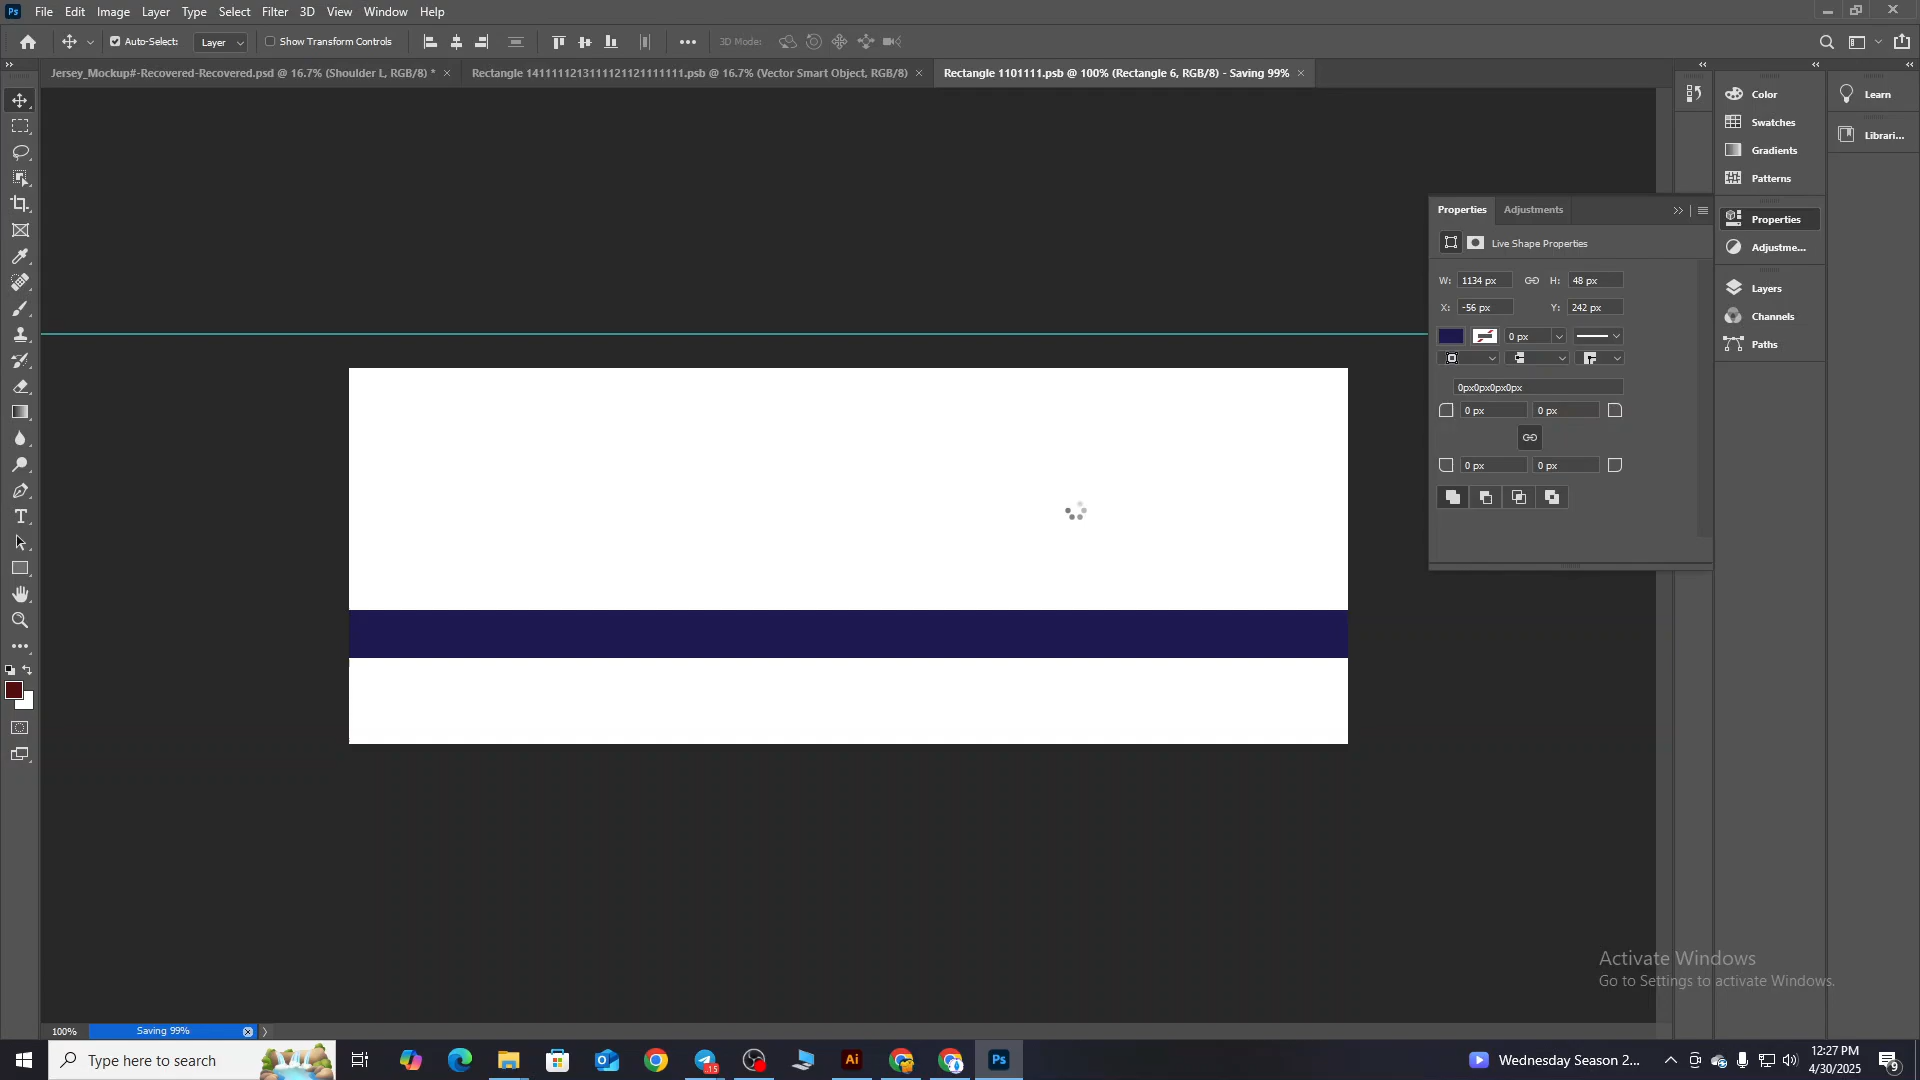 Ps File Edit Image Layer Type Select Filter 3D View Window Help
Auto-Select: Layer Show Transform Controls 3D Mode:
Jersey_Mockup#-Recovered-Recovered.psd @ 16.7% (Shoulder L, RGB/8) * × Rectangle 1411111213111121121111111.psb @ 16.7% (Vector Smart Object, RGB/8) × Rectangle 1101111.psb @ 100% (Rectangle 6, RGB/8) - Saving 99% ×
Color
Learn
Swatches
Librari...
Gradients
Patterns
Properties Adjustments
Properties
Live Shape Properties
Adjustme...
W: 1134 px H: 48 px
Layers
X: -56 px Y: 242 px
Channels
0 px
Paths
0px0px0px0px
0 px 0 px
0 px 0 px
Activate Windows
Go to Settings to activate Windows.
100% Saving 99%
Type here to search
.15
Ai
Ps
Wednesday Season 2...
12:27 PM
4/30/2025
9